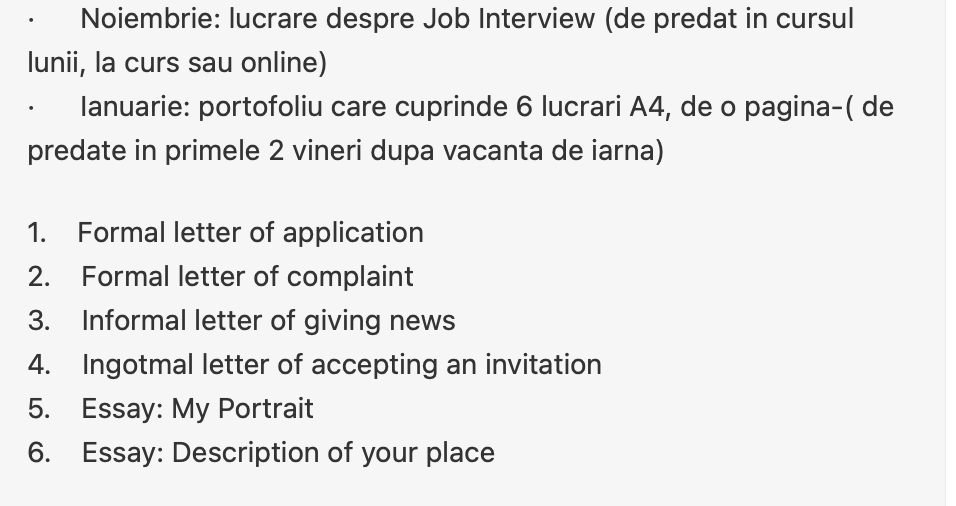 · Noiembrie: lucrare despre Job Interview (de predat in cursul
lunii, la curs sau online)
· Ianuarie: portofoliu care cuprinde 6 lucrari A4, de o pagina-( de
predate in primele 2 vineri dupa vacanta de iarna)
1. Formal letter of application
2. Formal letter of complaint
3. Informal letter of giving news
4. Ingotmal letter of accepting an invitation
5. Essay: My Portrait
6. Essay: Description of your place